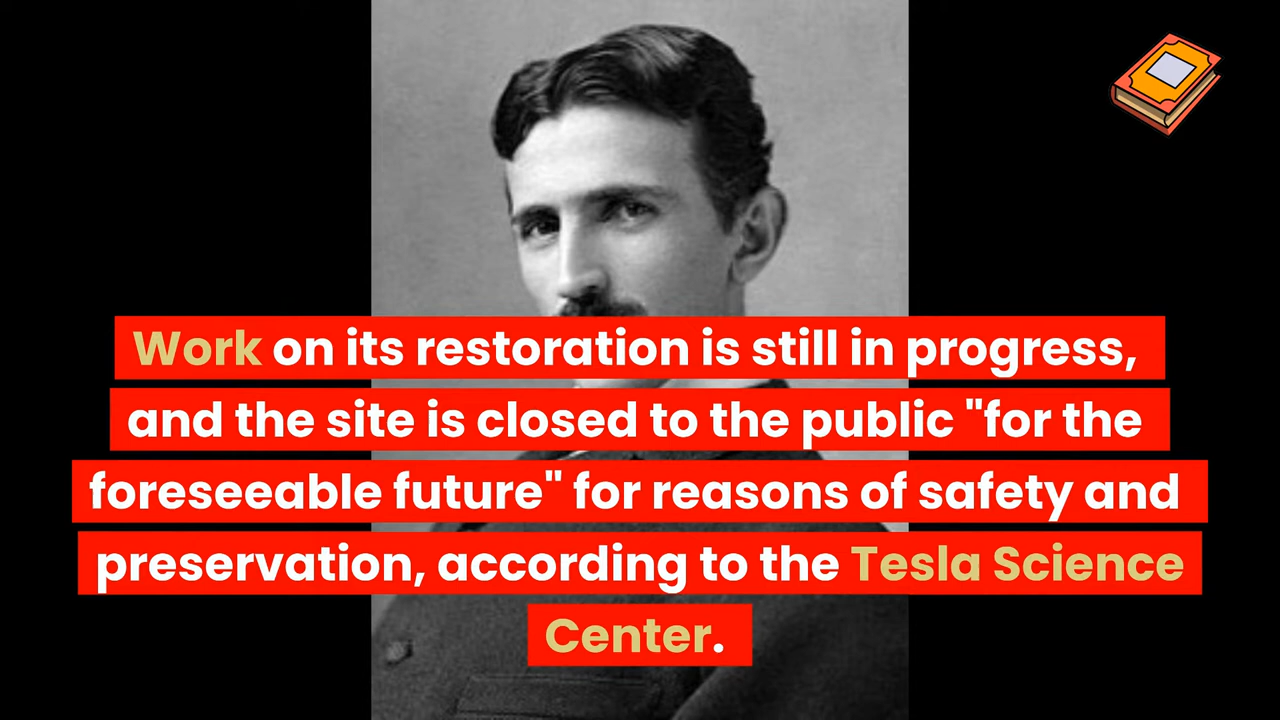 Work on its restoration is still in progress,
and the site is closed to the public "for the
foreseeable future" for reasons of safety and
preservation, according to the Tesla Science
Center.